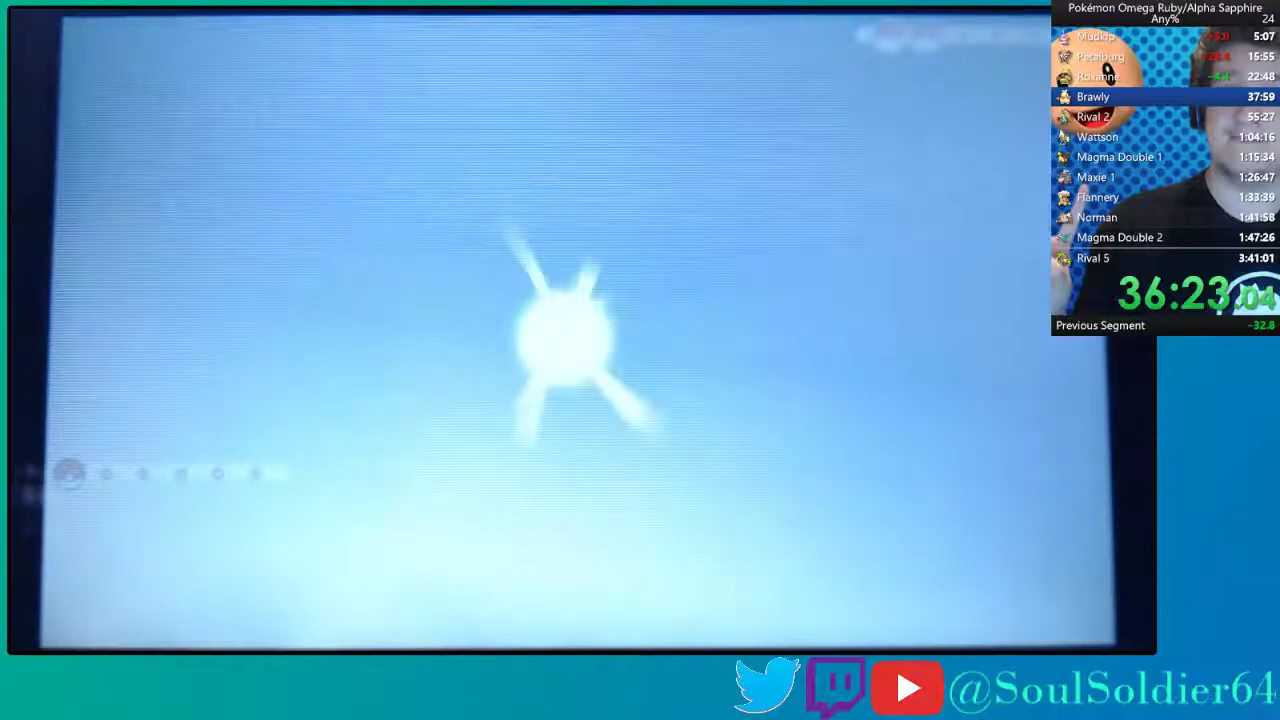 Pokémon Omega Ruby/Alpha Sapphire
Any% 24
Mudkip -5.0 5:07
Petalburg 15:55
Roxanne 22:48
Brawly 37:59
Rival 2 55:27
Wattson 1:04:16
Magma Double 1 1:15:34
Maxie 1 1:26:47
Flannery 1:33:39
Norman 1:41:58
Magma Double 2 1:47:26
Rival 5 3:41:01
36:23.04
Previous Segment -32.8
@SoulSoldier64